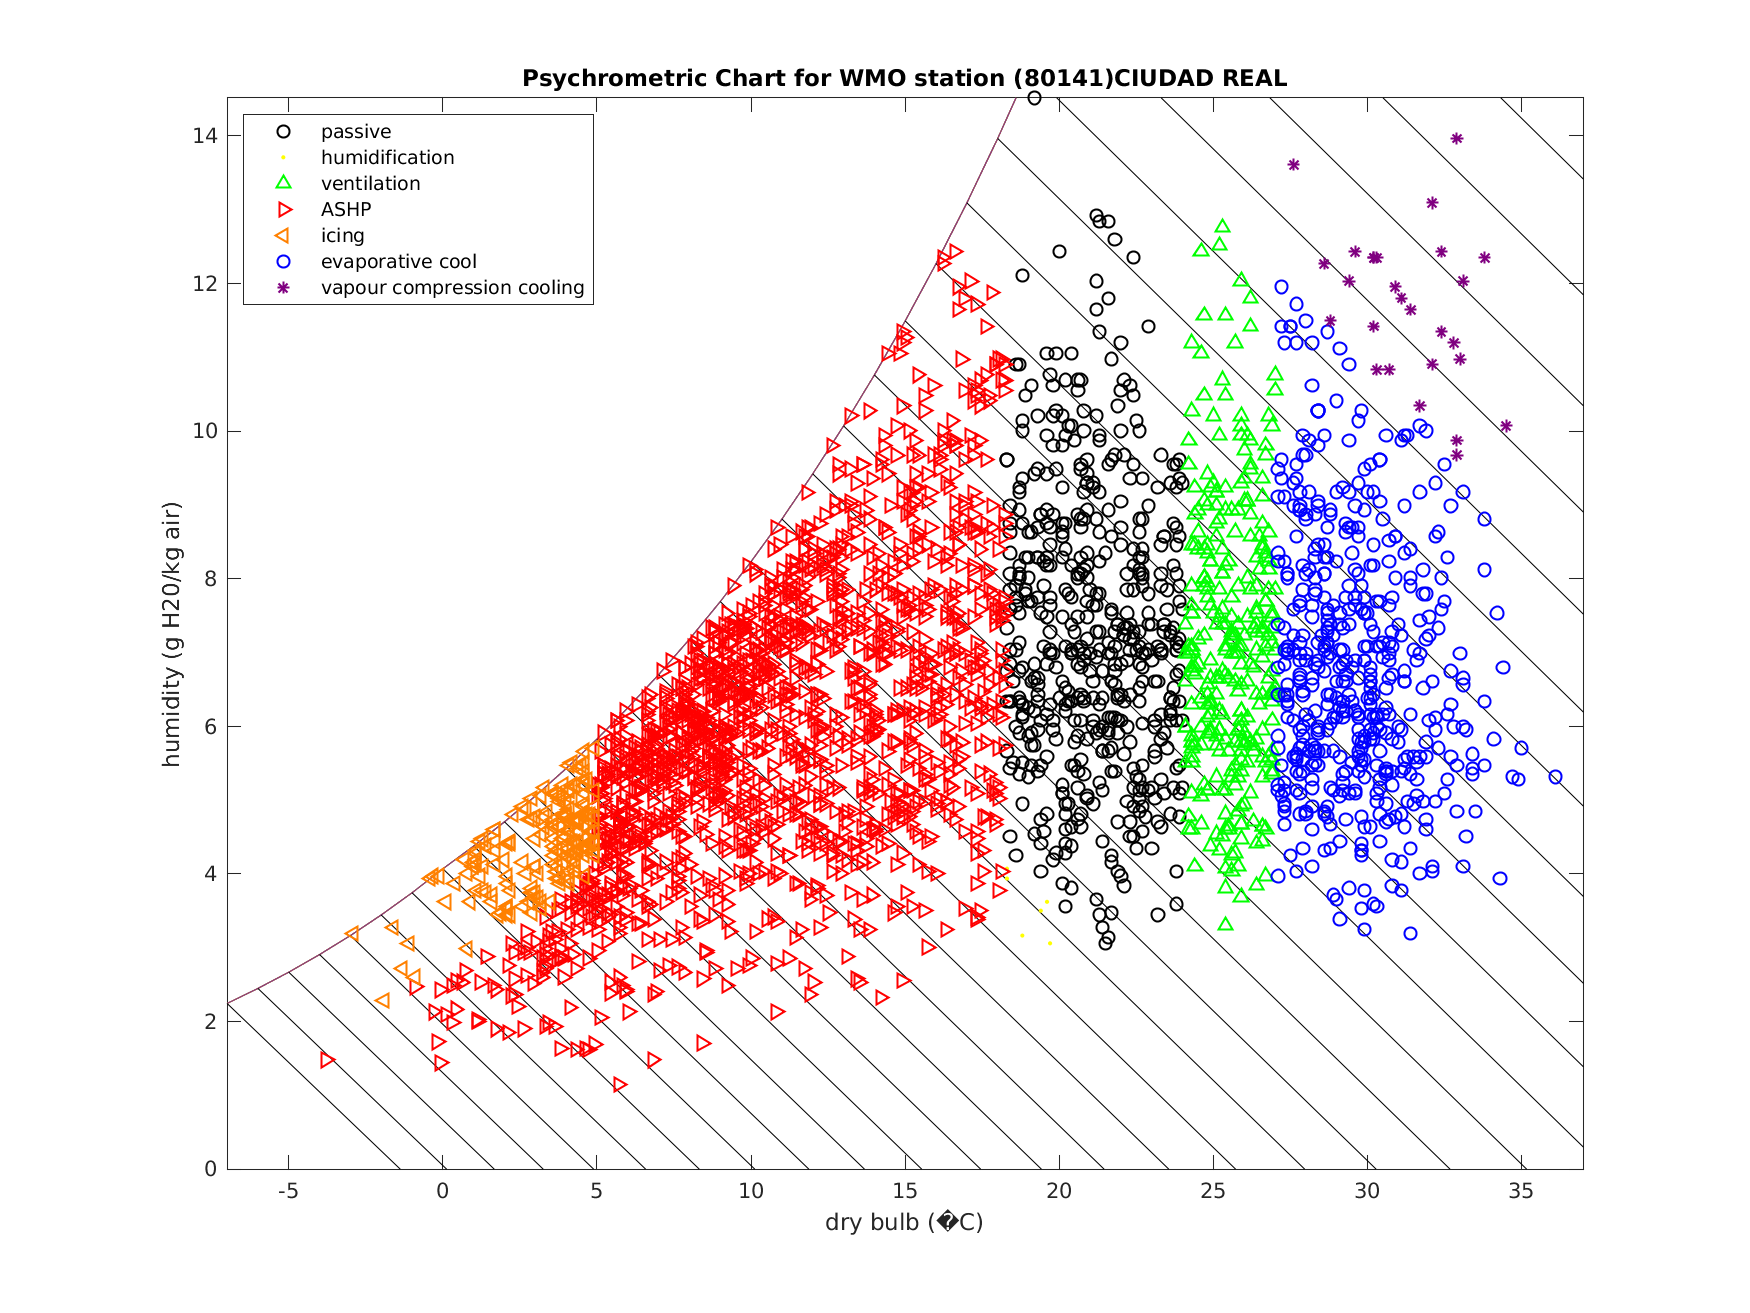 Psychrometric Chart for WMO station (80141)CIUDAD REAL
passive
humidification
ventilation
ASHP
icing
evaporative cool
vapour compression cooling
humidity (g H20/kg air)
14
12
10
8
6
4
2
0
-5 0 5 10 15 20 25 30 35
dry bulb (�C)